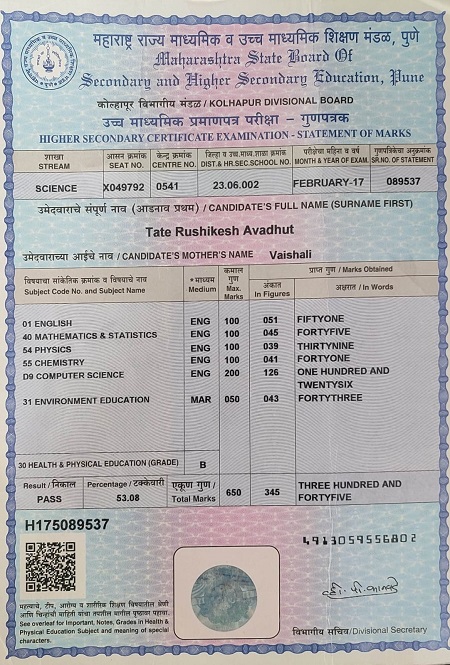 महाराष्ट्र राज्य माध्यमिक व उच्च माध्यमिक शिक्षण मंडळ, पुणे
Maharashtra State Board Of
Secondary and Higher Secondary Education, Pune
कोल्हापूर विभागीय मंडळ / KOLHAPUR DIVISIONAL BOARD
उच्च माध्यमिक प्रमाणपत्र परीक्षा - गुणपत्रक
HIGHER SECONDARY CERTIFICATE EXAMINATION - STATEMENT OF MARKS
शाखा आसन क्रमांक केंद्र क्रमांक जिल्हा व उच्च.माध्य.शाळा क्रमांक परीक्षेचा महिना व वर्ष गुणपत्रिकेचा अनुक्रमांक
STREAM SEAT NO. CENTRE NO. DIST.& HR.SEC.SCHOOL NO. MONTH & YEAR OF EXAM. SR.NO. OF STATEMENT
SCIENCE X049792 0541 23.06.002 FEBRUARY-17 089537
उमेदवाराचे संपूर्ण नाव (आडनाव प्रथम) / CANDIDATE'S FULL NAME (SURNAME FIRST)
Tate Rushikesh Avadhut
उमेदवाराच्या आईचे नाव / CANDIDATE'S MOTHER'S NAME Vaishali
विषयाचा सांकेतिक क्रमांक व विषयाचे नाव
Subject Code No. and Subject Name
* माध्यम
Medium
कमाल
गुण
Max.
Marks
प्राप्त गुण / Marks Obtained
अंकात
In Figures
अक्षरात / In Words
01 ENGLISH ENG 100 051 FIFTYONE
40 MATHEMATICS & STATISTICS ENG 100 045 FORTYFIVE
54 PHYSICS ENG 100 039 THIRTYNINE
55 CHEMISTRY ENG 100 041 FORTYONE
D9 COMPUTER SCIENCE ENG 200 126 ONE HUNDRED AND
TWENTYSIX
31 ENVIRONMENT EDUCATION MAR 050 043 FORTYTHREE
30 HEALTH & PHYSICAL EDUCATION (GRADE) B
Result / निकाल Percentage / टक्केवारी एकूण गुण /
Total Marks 650 345 THREE HUNDRED AND
FORTYFIVE
PASS 53.08
H175089537
4913059556802
महत्वाचे, टीप, आरोग्य व शारीरिक शिक्षण विषयातील श्रेणी
आणि चिन्हांची माहिती यांचा तपशील मागील पृष्ठावर पहावा.
See overleaf for Important, Notes, Grades in Health &
Physical Education Subject and meaning of special
characters.
विभागीय सचिव/Divisional Secretary